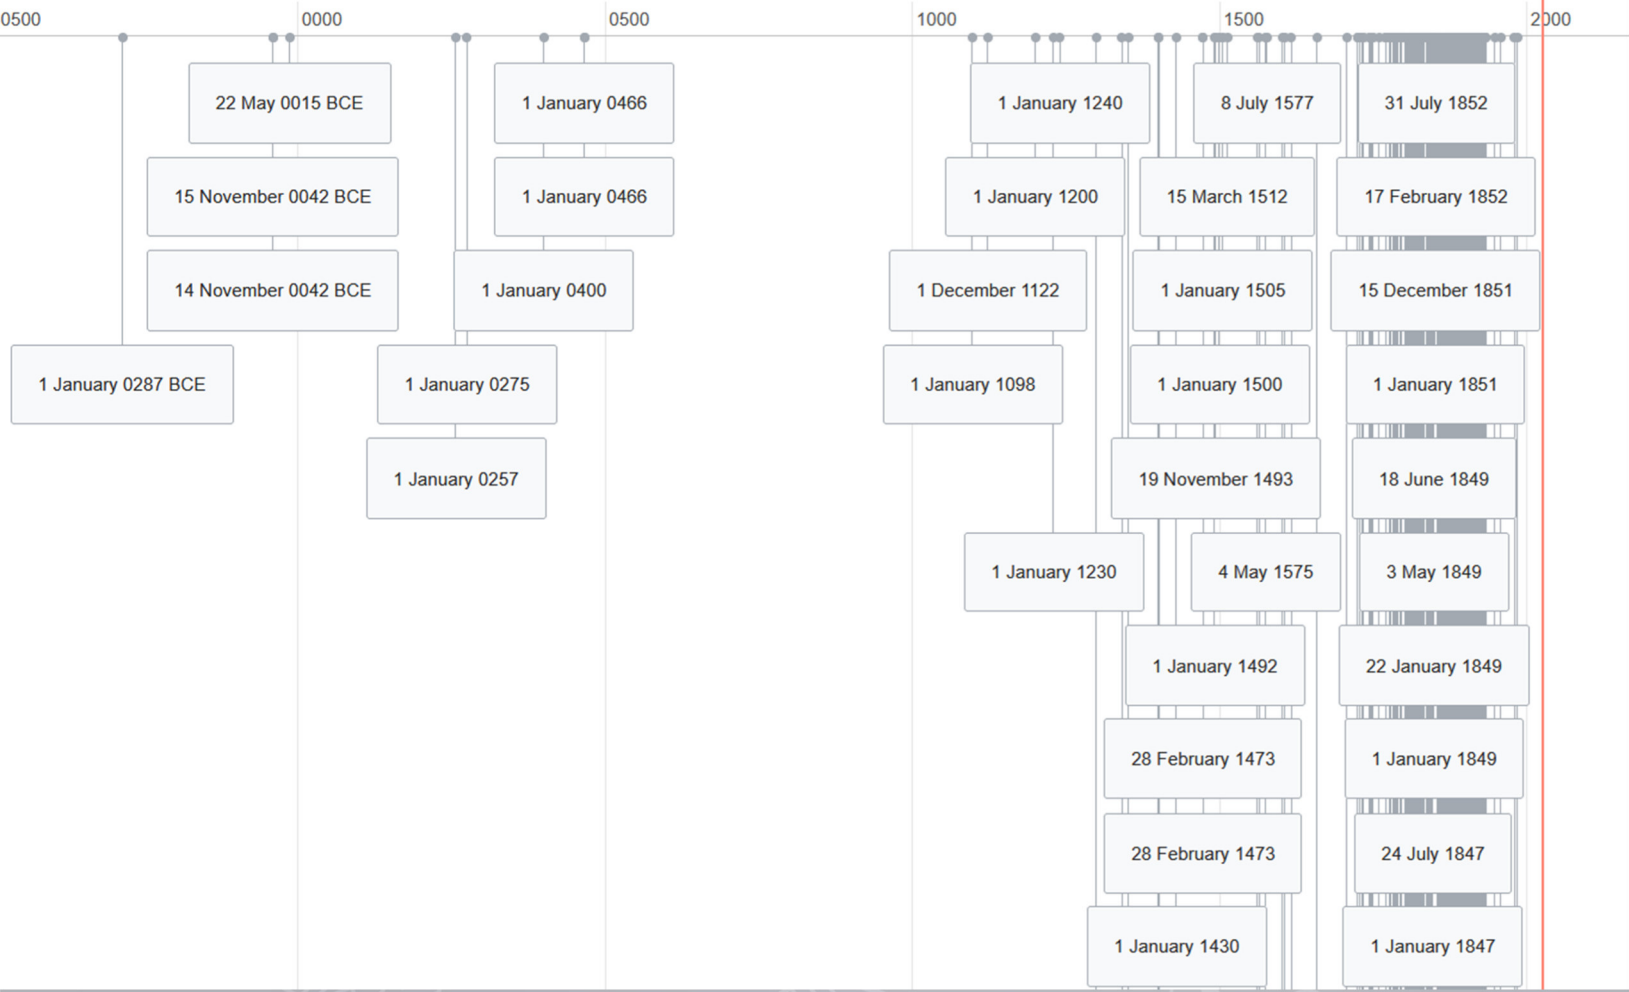 0500 0000 0500 1000 1500 2000
22 May 0015 BCE 1 January 0466 1 January 1240 8 July 1577 31 July 1852
15 November 0042 BCE 1 January 0466 1 January 1200 15 March 1512 17 February 1852
14 November 0042 BCE 1 January 0400 1 December 1122 1 January 1505 15 December 1851
1 January 0287 BCE 1 January 0275 1 January 1098 1 January 1500 1 January 1851
1 January 0257 19 November 1493 18 June 1849
1 January 1230 4 May 1575 3 May 1849
1 January 1492 22 January 1849
28 February 1473 1 January 1849
28 February 1473 24 July 1847
1 January 1430 1 January 1847